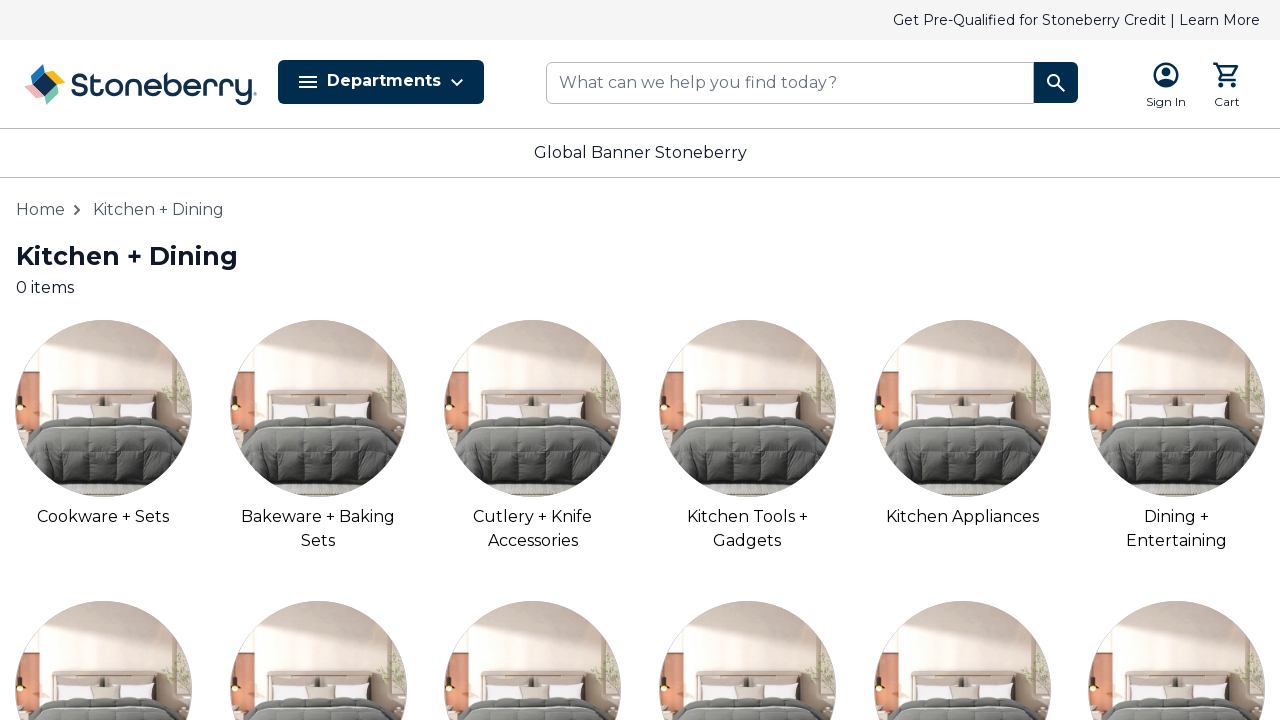 Get Pre-Qualified for Stoneberry Credit | Learn More
Stoneberry
Departments
What can we help you find today?
Sign In
Cart
Global Banner Stoneberry
Home
Kitchen + Dining
Kitchen + Dining
0 items
Cookware + Sets
Bakeware + Baking
Sets
Cutlery + Knife
Accessories
Kitchen Tools +
Gadgets
Kitchen Appliances
Dining +
Entertaining